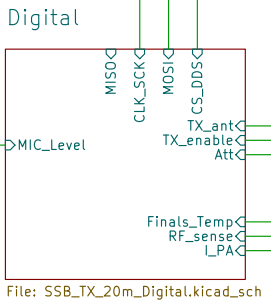 Digital
MISO
CLK_SCK
MOSI
CS_DDS
TX_ant
TX_enable
Att
MIC_Level
Finals_Temp
RF_sense
I_PA
File: SSB_TX_20m_Digital.kicad_sch